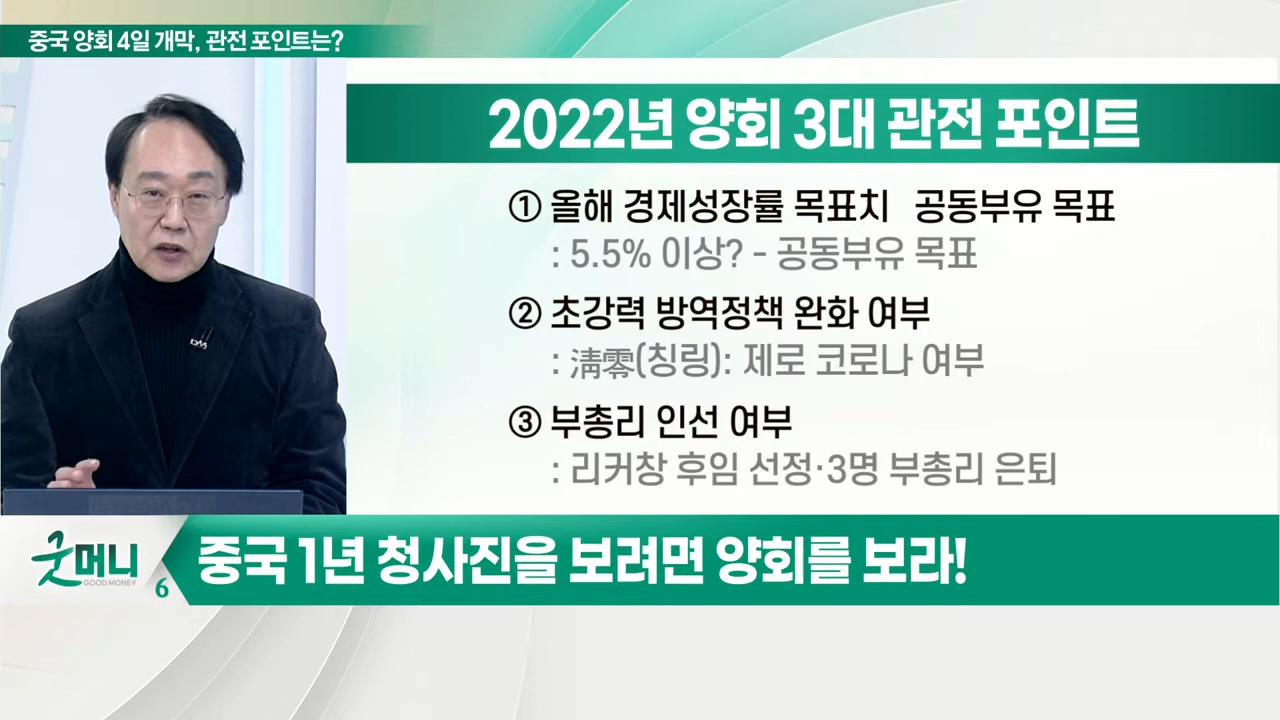 중국 양회 4일 개막, 관전 포인트는?
2022년 양회 3대 관전 포인트
① 올해 경제성장률 목표치 공동부유 목표
: 5.5% 이상? - 공동부유 목표
② 초강력 방역정책 완화 여부
: 淸零(칭링): 제로 코로나 여부
③ 부총리 인선 여부
: 리커창 후임 선정·3명 부총리 은퇴
굿머니
GOOD MONEY
6
중국 1년 청사진을 보려면 양회를 보라!